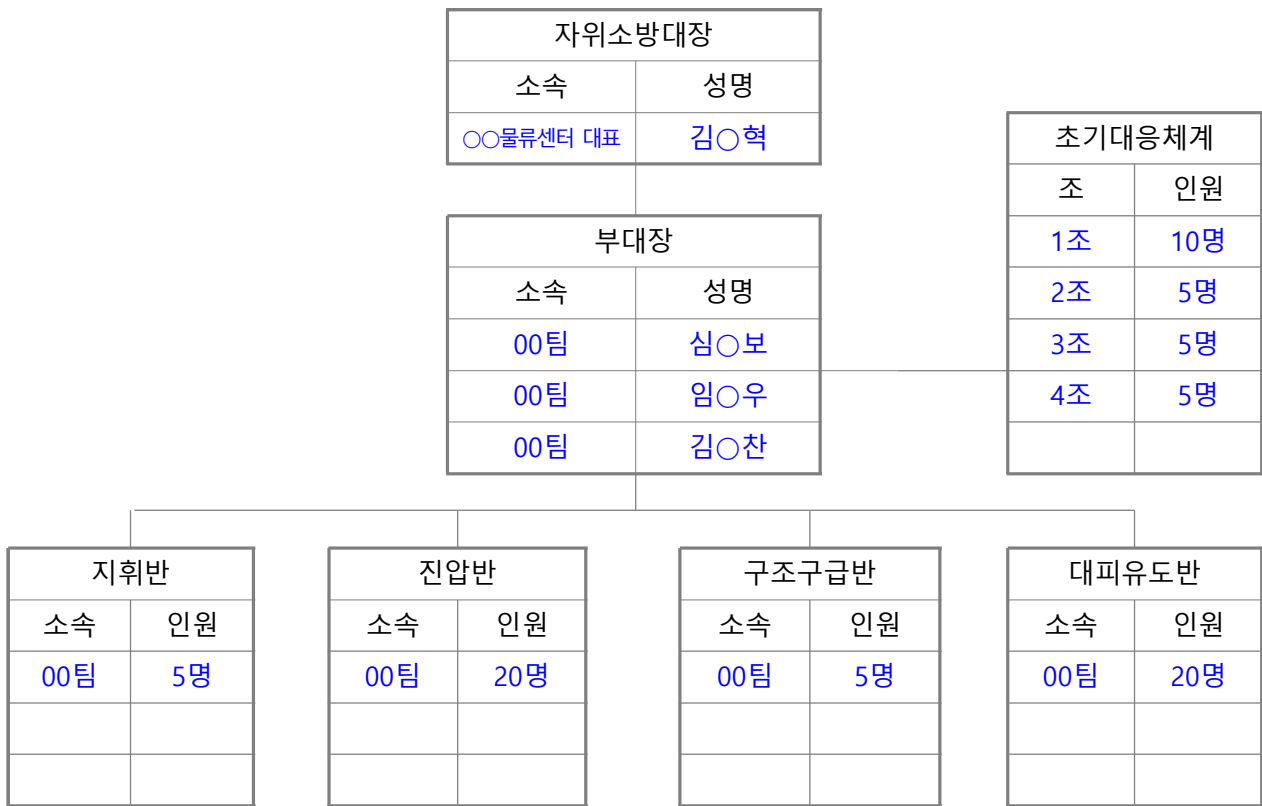 자위소방대장
소속 성명
○○물류센터 대표 김○혁
초기대응체계
조 인원
1조 10명
2조 5명
3조 5명
4조 5명
부대장
소속 성명
00팀 심○보
00팀 임○우
00팀 김○찬
지휘반
소속 인원
00팀 5명
진압반
소속 인원
00팀 20명
구조구급반
소속 인원
00팀 5명
대피유도반
소속 인원
00팀 20명